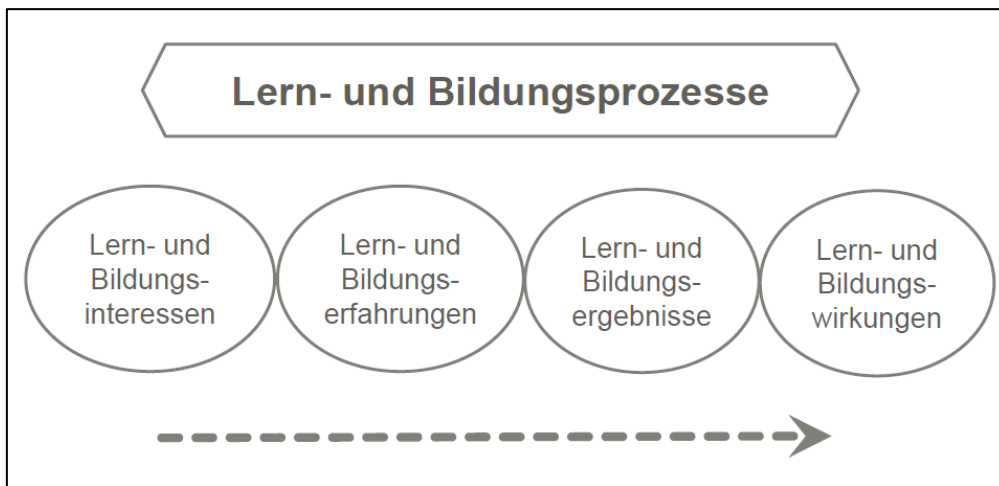 Lern- und Bildungsprozesse
Lern- und
Bildungs-
interessen
Lern- und
Bildungs-
erfahrungen
Lern- und
Bildungs-
ergebnisse
Lern- und
Bildungs-
wirkungen